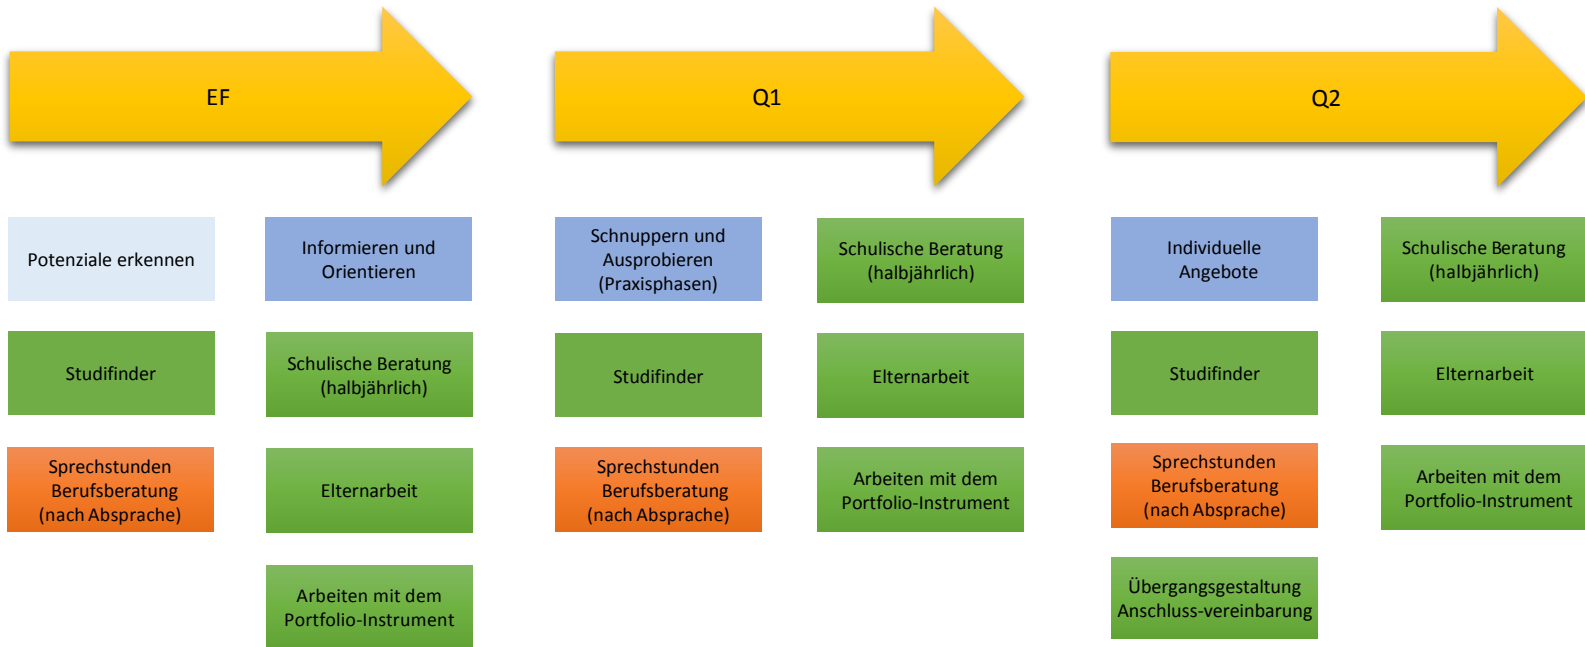 EF
Q1
Q2
Potenziale erkennen
Informieren und
Orientieren
Schnuppern und
Ausprobieren
(Praxisphasen)
Schulische Beratung
(halbjährlich)
Individuelle
Angebote
Schulische Beratung
(halbjährlich)
Studifinder
Schulische Beratung
(halbjährlich)
Studifinder
Elternarbeit
Studifinder
Elternarbeit
Sprechstunden
Berufsberatung
(nach Absprache)
Elternarbeit
Sprechstunden
Berufsberatung
(nach Absprache)
Arbeiten mit dem
Portfolio-Instrument
Sprechstunden
Berufsberatung
(nach Absprache)
Arbeiten mit dem
Portfolio-Instrument
Arbeiten mit dem
Portfolio-Instrument
Übergangsgestaltung
Anschluss-vereinbarung